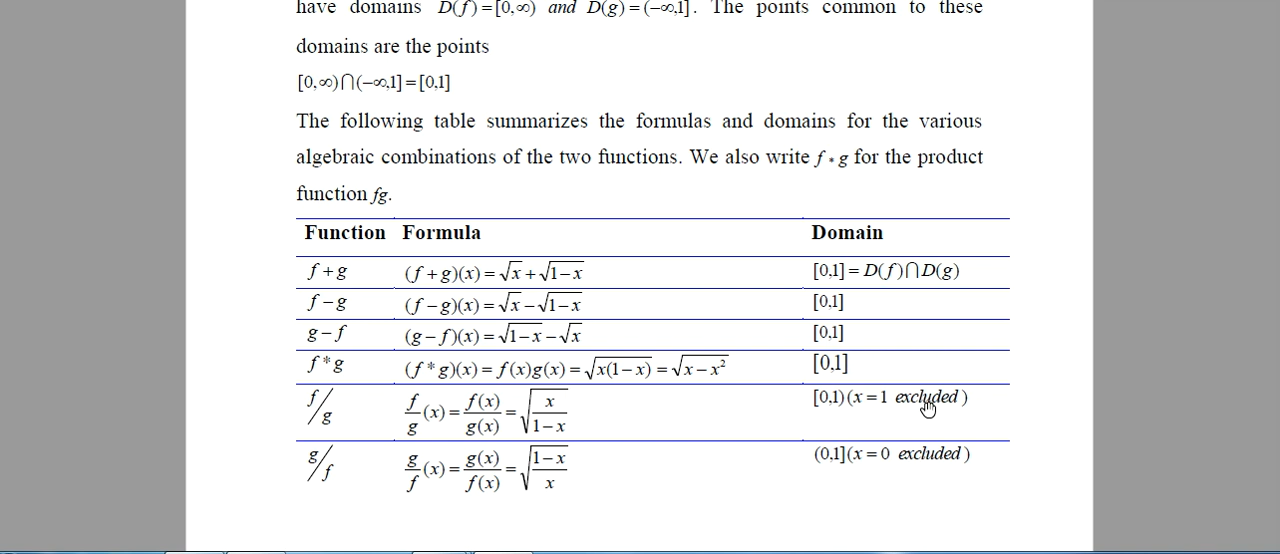 have domains D(f)=[0,∞) and D(g)=(−∞,1]. The points common to these
domains are the points
[0,∞)⋂(−∞,1]=[0,1]
The following table summarizes the formulas and domains for the various
algebraic combinations of the two functions. We also write f * g for the product
function fg.
Function Formula Domain
f+g (f+g)(x)=√x+√(1−x) [0,1]=D(f)⋂D(g)
f−g (f−g)(x)=√x−√(1−x) [0,1]
g−f (g−f)(x)=√(1−x)−√x [0,1]
f*g (f*g)(x)=f(x)g(x)=√(x(1−x))=√(x−x²) [0,1]
f/g f/g(x)=f(x)/g(x)=√(x/(1−x)) [0,1)(x=1 excluded)
g/f g/f(x)=g(x)/f(x)=√((1−x)/x) (0,1](x=0 excluded)